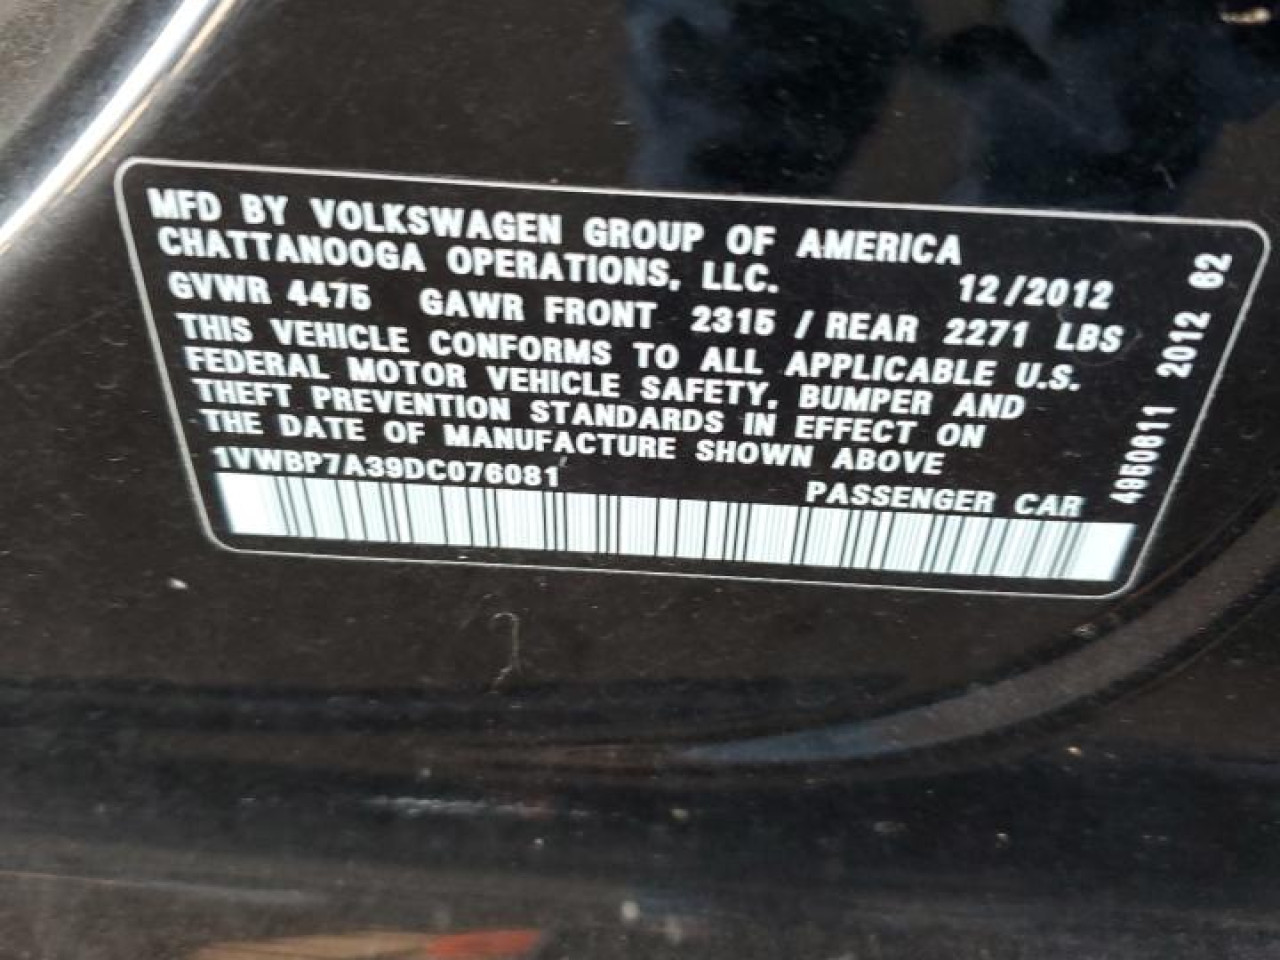 MFD BY VOLKSWAGEN GROUP OF AMERICA
CHATTANOOGA OPERATIONS, LLC. 12/2012
GVWR 4475 GAWR FRONT 2315 / REAR 2271 LBS
THIS VEHICLE CONFORMS TO ALL APPLICABLE U.S.
FEDERAL MOTOR VEHICLE SAFETY, BUMPER AND
THEFT PREVENTION STANDARDS IN EFFECT ON
THE DATE OF MANUFACTURE SHOWN ABOVE
1VWBP7A39DC076081 PASSENGER CAR
4950811 2012 62